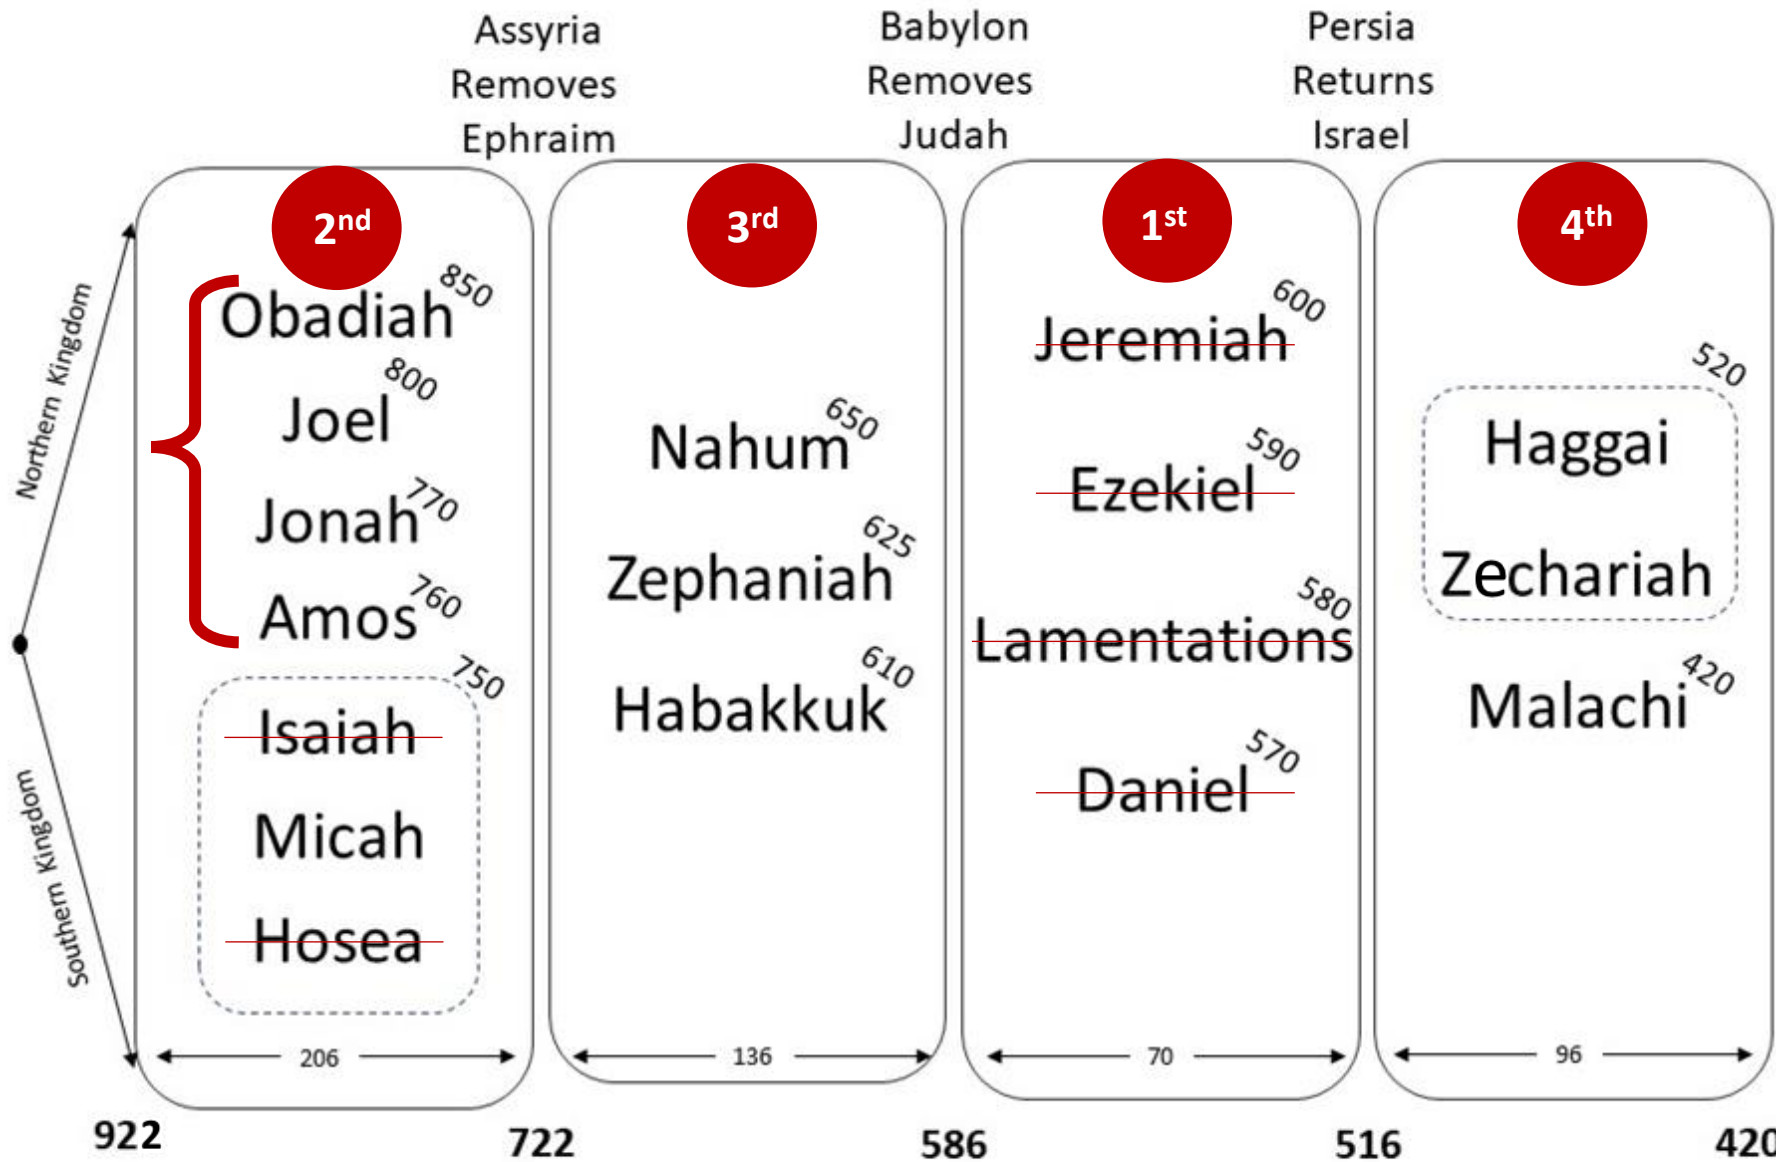 Assyria
Removes
Ephraim
Babylon
Removes
Judah
Persia
Returns
Israel
Northern Kingdom
Southern Kingdom
2nd
Obadiah 850
Joel 800
Jonah 770
Amos 760
750
Isaiah
Micah
Hosea
206
3rd
Nahum 650
Zephaniah 625
Habakkuk 610
136
1st
Jeremiah 600
Ezekiel 590
Lamentations 580
Daniel 570
70
4th
520
Haggai
Zechariah
Malachi 420
96
922
722
586
516
420